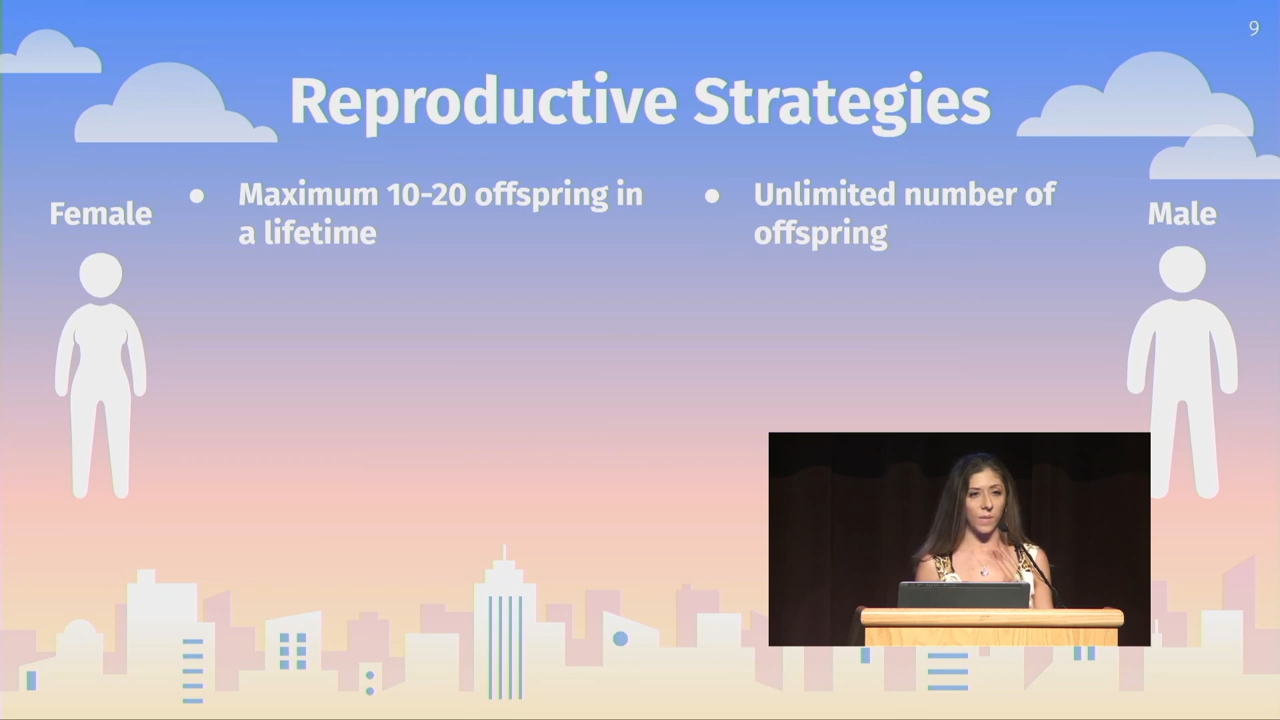 9
Reproductive Strategies
Female
• Maximum 10-20 offspring in
a lifetime
• Unlimited number of
offspring
Male